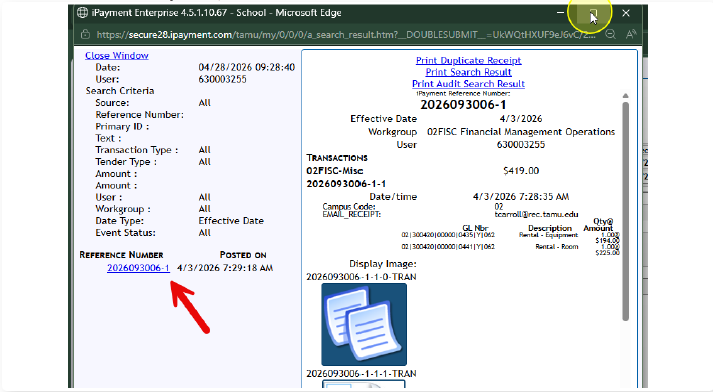 iPayment Enterprise 4.5.1.10.67 - School - Microsoft Edge
https://secure28.ipayment.com/tamu/my/0/0/0/a_search_result.htm?__DOUBLESUBMIT__=UkWQtHXUF9eJ6vC/2...
Close Window
Date: 04/28/2026 09:28:40
User: 630003255
Search Criteria
Source: All
Reference Number:
Primary ID :
Text :
Transaction Type : All
Tender Type : All
Amount :
Amount :
User : All
Workgroup : All
Date Type: Effective Date
Event Status: All
REFERENCE NUMBER POSTED ON
2026093006-1 4/3/2026 7:29:18 AM
Print Duplicate Receipt
Print Search Result
Print Audit Search Result
iPayment Reference Number:
2026093006-1
Effective Date 4/3/2026
Workgroup 02FISC Financial Management Operations
User 630003255
TRANSACTIONS
02FISC-Misc $419.00
2026093006-1-1
Date/time 4/3/2026 7:28:35 AM
Campus Code: 02
EMAIL_RECEIPT: tcarroll@rec.tamu.edu
GL Nbr Description Qty@ Amount
02|300420|00000|0435|Y|062 Rental - Equipment 1.00@ $194.00
02|300420|00000|0441|Y|062 Rental - Room 1.00@ $225.00
Display Image:
2026093006-1-1-0-TRAN
2026093006-1-1-1-TRAN